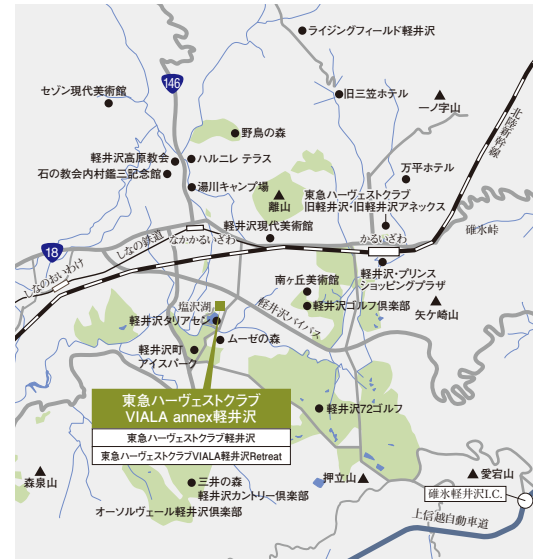 ライジングフィールド軽井沢
146
セゾン現代美術館
旧三笠ホテル
一ノ字山
北陸新幹線
野鳥の森
軽井沢高原教会
ハルニレ テラス
石の教会内村鑑三記念館
万平ホテル
湯川キャンプ場
離山
東急ハーヴェストクラブ
旧軽井沢・旧軽井沢アネックス
碓氷峠
軽井沢現代美術館
18
しなの鉄道
なかかるいざわ
かるいざわ
しなのおいわけ
軽井沢・プリンス
ショッピングプラザ
南ヶ丘美術館
塩沢湖
軽井沢バイパス
軽井沢ゴルフ倶楽部
矢ケ崎山
軽井沢タリアセン
ムーゼの森
軽井沢町
アイスパーク
東急ハーヴェストクラブ
VIALA annex軽井沢
東急ハーヴェストクラブ軽井沢
東急ハーヴェストクラブVIALA軽井沢Retreat
軽井沢72ゴルフ
森泉山
三井の森
軽井沢カントリー倶楽部
オーソルヴェール軽井沢倶楽部
押立山
愛宕山
碓氷軽井沢I.C.
上信越自動車道